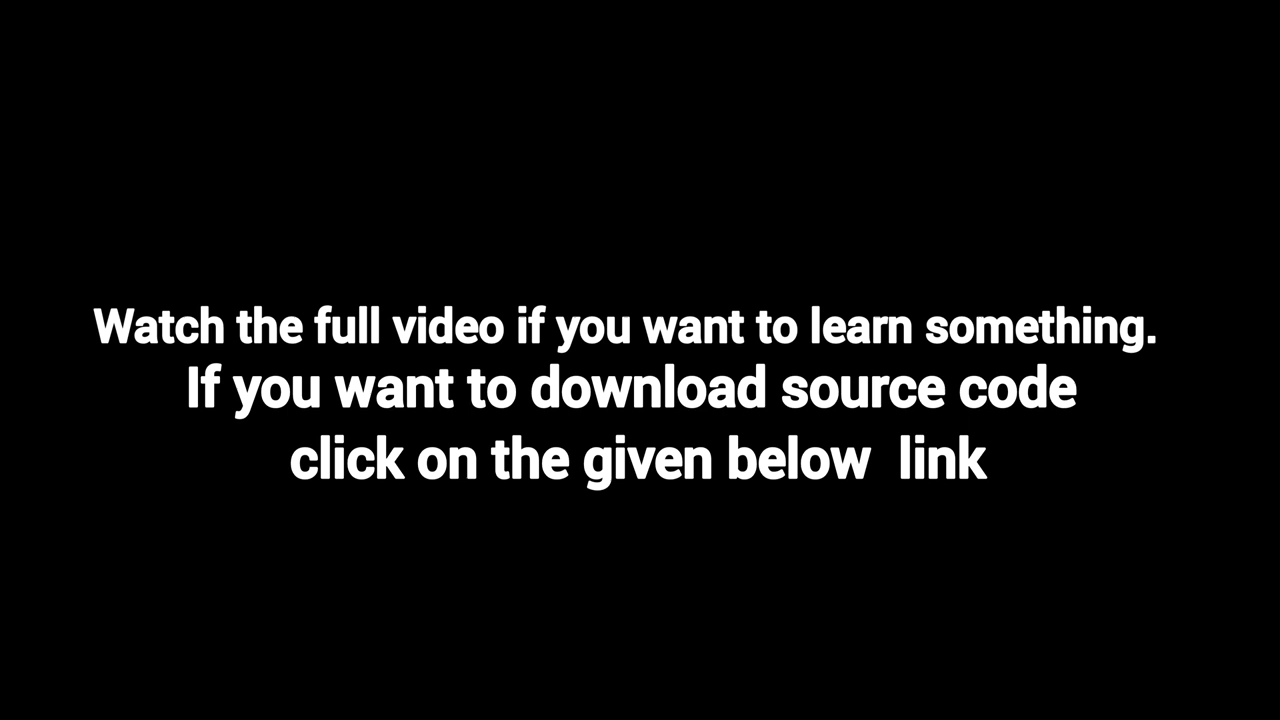 Watch the full video if you want to learn something.
If you want to download source code
click on the given below  link